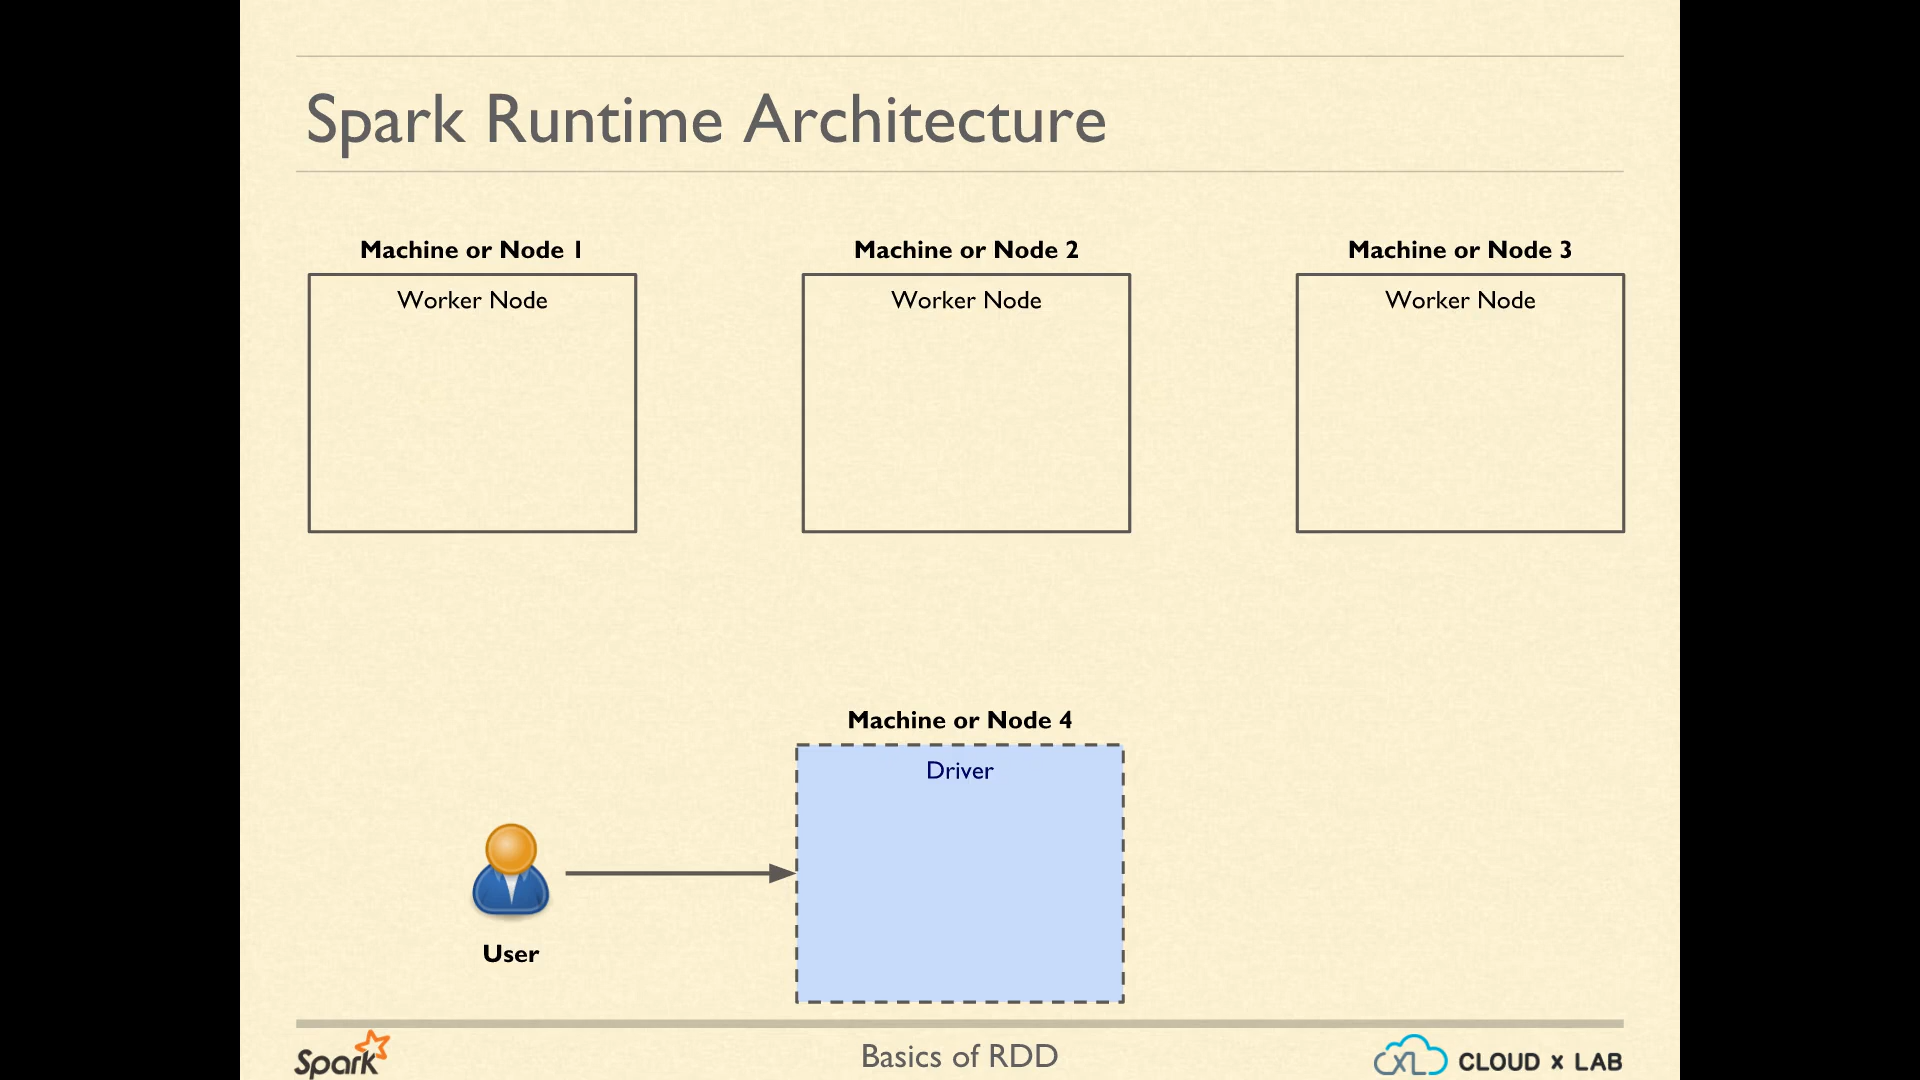 Spark Runtime Architecture
Machine or Node 1
Machine or Node 2
Machine or Node 3
Worker Node
Worker Node
Worker Node
Machine or Node 4
Driver
User
Spark
Basics of RDD
CXL CLOUD x LAB